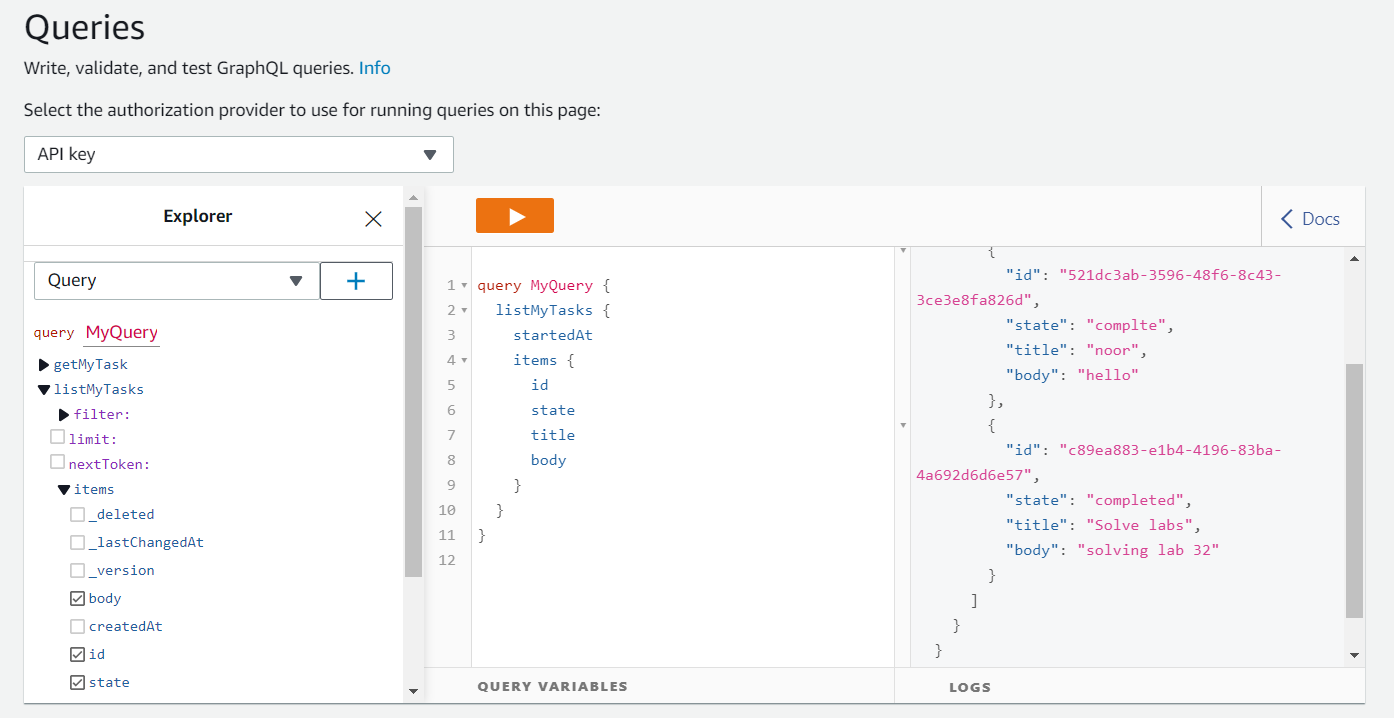 Queries
Write, validate, and test GraphQL queries. Info
Select the authorization provider to use for running queries on this page:
API key
Explorer
Query
query MyQuery
getMyTask
listMyTasks
filter:
limit:
nextToken:
items
_deleted
_lastChangedAt
_version
body
createdAt
id
state
Docs
1 query MyQuery {
2 listMyTasks {
3 startedAt
4 items {
5 id
6 state
7 title
8 body
9 }
10 }
11 }
12
QUERY VARIABLES
{
"id": "521dc3ab-3596-48f6-8c43-
3ce3e8fa826d",
"state": "complte",
"title": "noor",
"body": "hello"
},
{
"id": "c89ea883-e1b4-4196-83ba-
4a692d6d6e57",
"state": "completed",
"title": "Solve labs",
"body": "solving lab 32"
}
]
}
}
LOGS